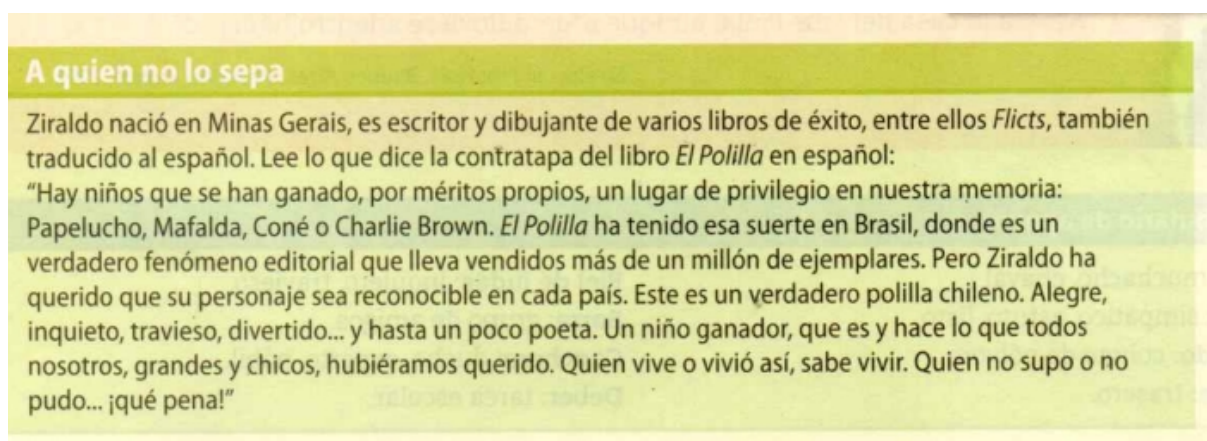 A quien no lo sepa
Ziraldo nació en Minas Gerais, es escritor y dibujante de varios libros de éxito, entre ellos Flicts, también
traducido al español. Lee lo que dice la contratapa del libro El Polilla en español:
“Hay niños que se han ganado, por méritos propios, un lugar de privilegio en nuestra memoria:
Papelucho, Mafalda, Coné o Charlie Brown. El Polilla ha tenido esa suerte en Brasil, donde es un
verdadero fenómeno editorial que lleva vendidos más de un millón de ejemplares. Pero Ziraldo ha
querido que su personaje sea reconocible en cada país. Este es un verdadero polilla chileno. Alegre,
inquieto, travieso, divertido... y hasta un poco poeta. Un niño ganador, que es y hace lo que todos
nosotros, grandes y chicos, hubiéramos querido. Quien vive o vivió así, sabe vivir. Quien no supo o no
pudo... ¡qué pena!”